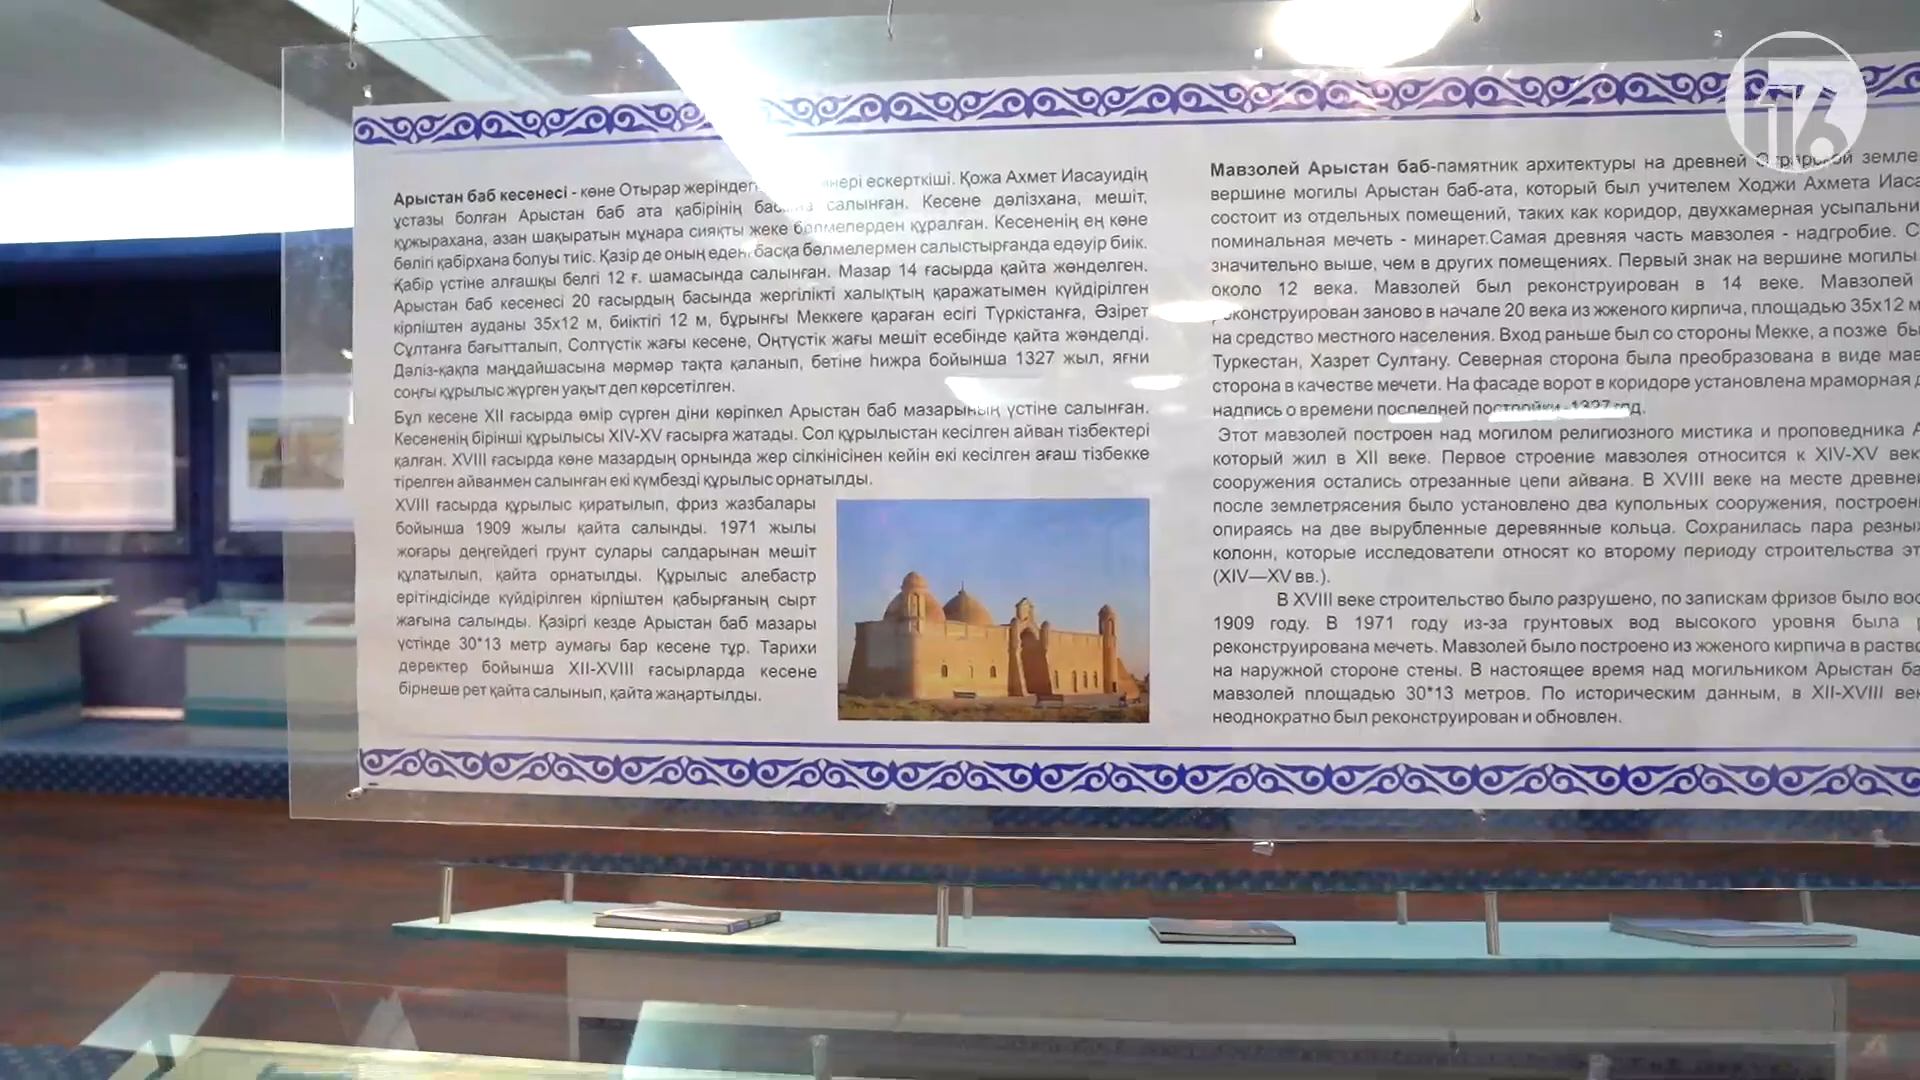 Арыстан баб кесенесі - көне Отырар жеріндегі ескерткіші. Қожа Ахмет Иасауидің
ұстазы болған Арыстан баб ата қабірінің салынған. Кесене дәлізхана, мешіт,
құжырахана, азан шақыратын мұнара сияқты жеке бөлмелерден құралған. Кесененің ең көне
бөлігі қабірхана болуы тиіс. Қазір де оның едені басқа бөлмелермен салыстырғанда едәуір биік.
Қабір үстіне алғашқы белгі 12 ғ. шамасында салынған. Мазар 14 ғасырда қайта жөнделген.
Арыстан баб кесенесі 20 ғасырдың басында жергілікті халықтың қаражатымен күйдірілген
кірпіштен ауданы 35х12 м, биіктігі 12 м, бұрынғы Меккеге қараған есігі Түркістанға, Әзірет
Сұлтанға бағытталып, Солтүстік жағы кесене, Оңтүстік жағы мешіт есебінде қайта жөнделді.
Дәліз-қақпа маңдайшасына мәрмәр тақта қаланып, бетіне һижра бойынша 1327 жыл, яғни
соңғы құрылыс жүрген уақыт деп көрсетілген.
Бұл кесене XII ғасырда өмір сүрген діни көріпкел Арыстан баб мазарының үстіне салынған.
Кесененің бірінші құрылысы XIV-XV ғасырға жатады. Сол құрылыстан кесілген айван тізбектері
қалған. XVIII ғасырда көне мазардың орнында жер сілкінісінен кейін екі кесілген ағаш тізбекке
тірелген айванмен салынған екі күмбезді құрылыс орнатылды.
XVIII ғасырда құрылыс қиратылып, фриз жазбалары
бойынша 1909 жылы қайта салынды. 1971 жылы
жоғары деңгейдегі грунт сулары салдарынан мешіт
құлатылып, қайта орнатылды. Құрылыс алебастр
ерітіндісінде күйдірілген кірпіштен қабырғаның сырт
жағына салынды. Қазіргі кезде Арыстан баб мазары
үстінде 30*13 метр аумағы бар кесене тұр. Тарихи
деректер бойынша XII-XVIII ғасырларда кесене
бірнеше рет қайта салынып, қайта жаңартылды.
Мавзолей Арыстан баб-памятник архитектуры на древней Отрарской земле
вершине могилы Арыстан баб-ата, который был учителем Ходжи Ахмета
состоит из отдельных помещений, таких как коридор, двухкамерная
поминальная мечеть - минарет.Самая древняя часть мавзолея - надгробие.
значительно выше, чем в других помещениях. Первый знак на вершине могилы
около 12 века. Мавзолей был реконструирован в 14 веке. Мавзолей
реконструирован заново в начале 20 века из жженого кирпича, площадью 35х12 м
на средство местного населения. Вход раньше был со стороны Мекке, а позже
Туркестан, Хазрет Султану. Северная сторона была преобразована в виде
сторона в качестве мечети. На фасаде ворот в коридоре установлена мраморная
надпись о времени последней постройки -1327 год.
Этот мавзолей построен над могилом религиозного мистика и проповедника
который жил в XII веке. Первое строение мавзолея относится к XIV-XV
сооружения остались отрезанные цепи айвана. В XVIII веке на месте
после землетрясения было установлено два купольных сооружения,
опираясь на две вырубленные деревянные кольца. Сохранилась пара
колонн, которые исследователи относят ко второму периоду строительства
(XIV—XV вв.).
В XVIII веке строительство было разрушено, по запискам фризов было
1909 году. В 1971 году из-за грунтовых вод высокого уровня была
реконструирована мечеть. Мавзолей было построено из жженого кирпича в
на наружной стороне стены. В настоящее время над могильником Арыстан
мавзолей площадью 30*13 метров. По историческим данным, в XII-XVIII
неоднократно был реконструирован и обновлен.